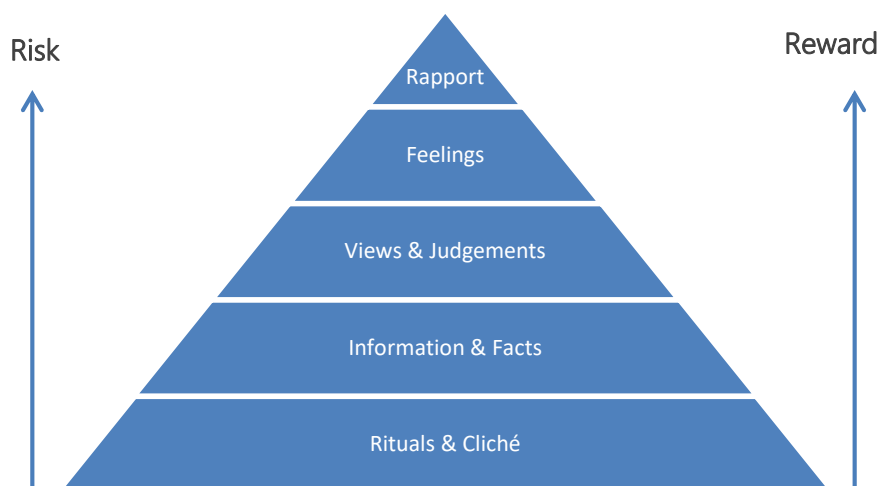 Risk
Reward
Rapport
Feelings
Views & Judgements
Information & Facts
Rituals & Cliché